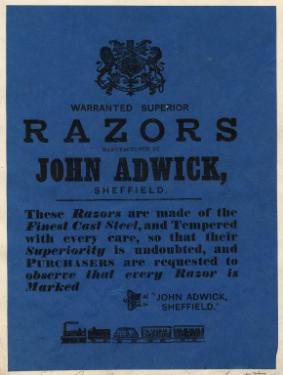 WARRANTED SUPERIOR
RAZORS
MANUFACTURED BY
JOHN ADWICK,
SHEFFIELD.
These Razors are made of the
Finest Cast Steel, and Tempered
with every care, so that their
Superiority is undoubted, and
PURCHASERS are requested to
observe that every Razor is
Marked
"JOHN ADWICK,
SHEFFIELD."